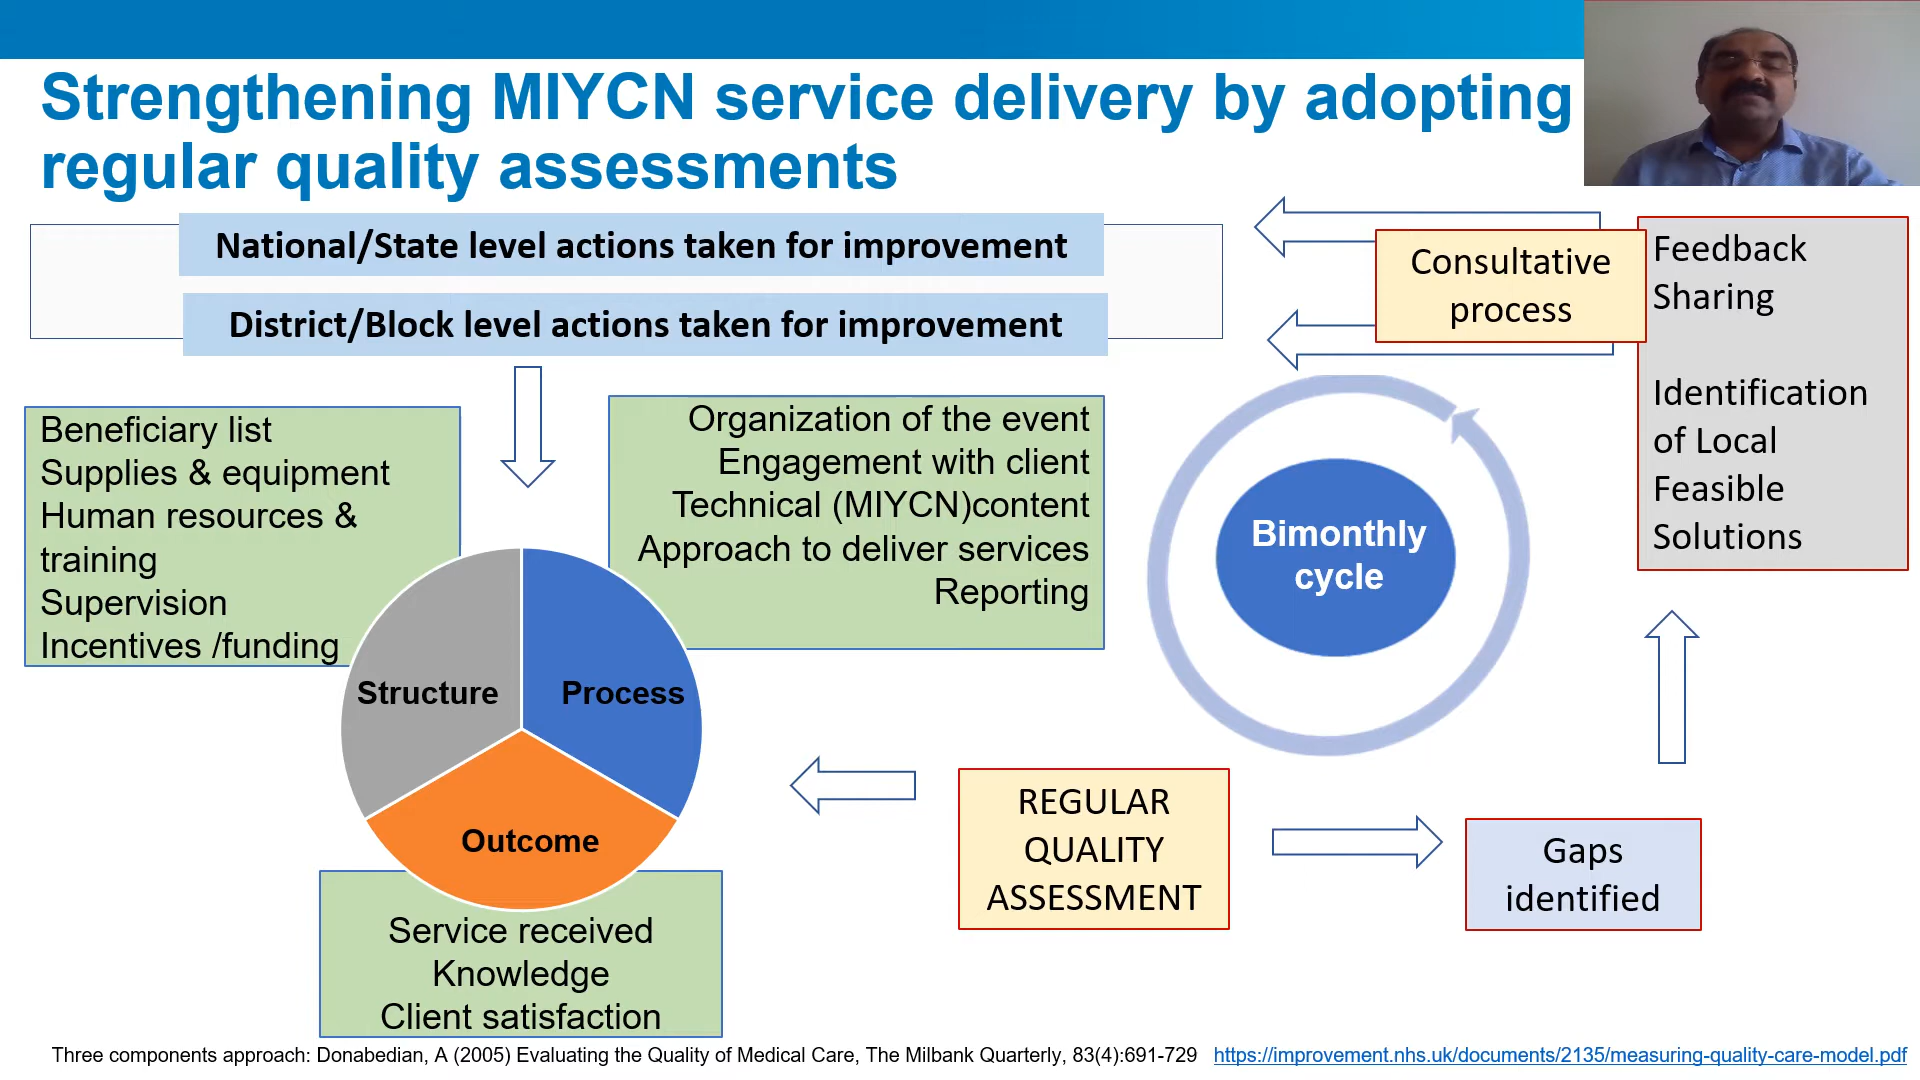 Strengthening MIYCN service delivery by adopting
regular quality assessments
National/State level actions taken for improvement
District/Block level actions taken for improvement
Consultative
process
Feedback
Sharing
Identification
of Local
Feasible
Solutions
Beneficiary list
Supplies & equipment
Human resources &
training
Supervision
Incentives /funding
Organization of the event
Engagement with client
Technical (MIYCN)content
Approach to deliver services
Reporting
Bimonthly
cycle
Structure
Process
Outcome
REGULAR
QUALITY
ASSESSMENT
Gaps
identified
Service received
Knowledge
Client satisfaction
Three components approach: Donabedian, A (2005) Evaluating the Quality of Medical Care, The Milbank Quarterly, 83(4):691-729 https://improvement.nhs.uk/documents/2135/measuring-quality-care-model.pdf